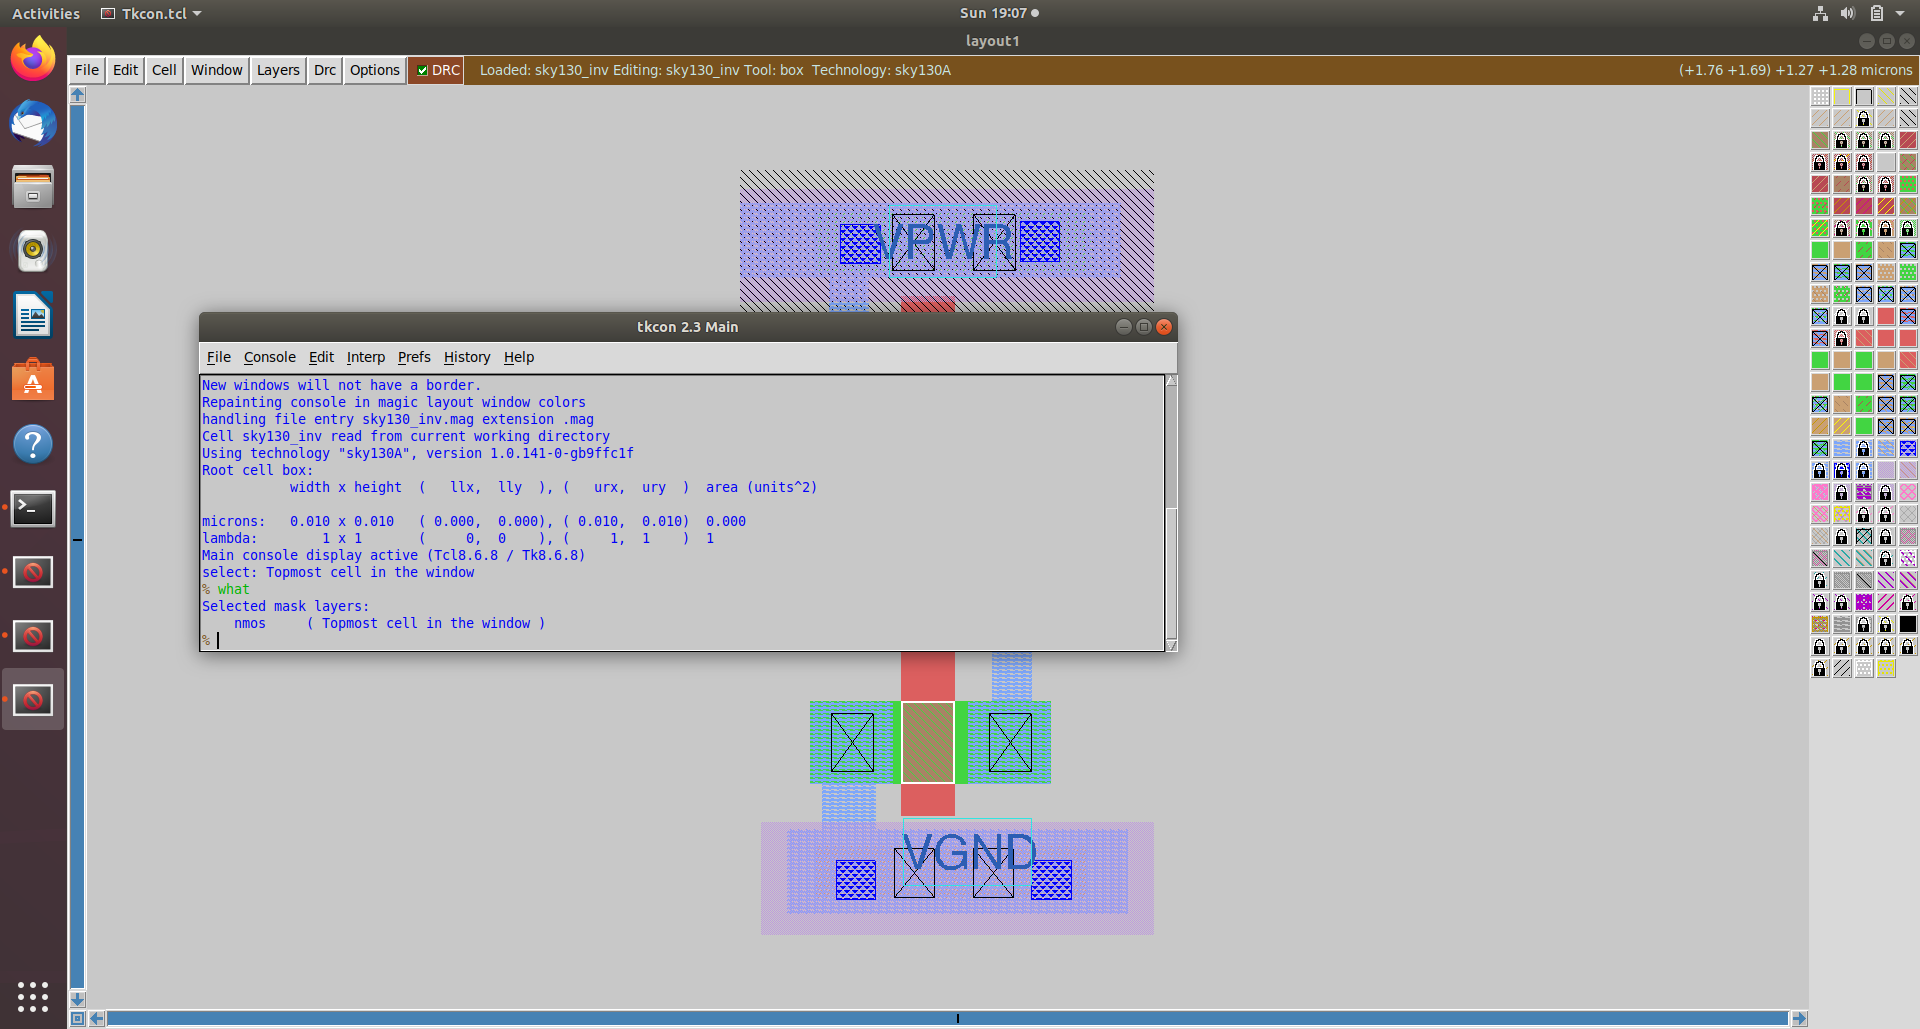 Activities Tkcon.tcl Sun 19:07
layout1
File Edit Cell Window Layers Drc Options DRC Loaded: sky130_inv Editing: sky130_inv Tool: box Technology: sky130A (+1.76 +1.69) +1.27 +1.28 microns
VPWR
tkcon 2.3 Main
File Console Edit Interp Prefs History Help
New windows will not have a border.
Repainting console in magic layout window colors
handling file entry sky130_inv.mag extension .mag
Cell sky130_inv read from current working directory
Using technology "sky130A", version 1.0.141-0-gb9ffc1f
Root cell box:
width x height ( llx, lly ), ( urx, ury ) area (units^2)
microns: 0.010 x 0.010 ( 0.000, 0.000), ( 0.010, 0.010) 0.000
lambda: 1 x 1 ( 0, 0 ), ( 1, 1 ) 1
Main console display active (Tcl8.6.8 / Tk8.6.8)
select: Topmost cell in the window
% what
Selected mask layers:
nmos ( Topmost cell in the window )
%
VGND